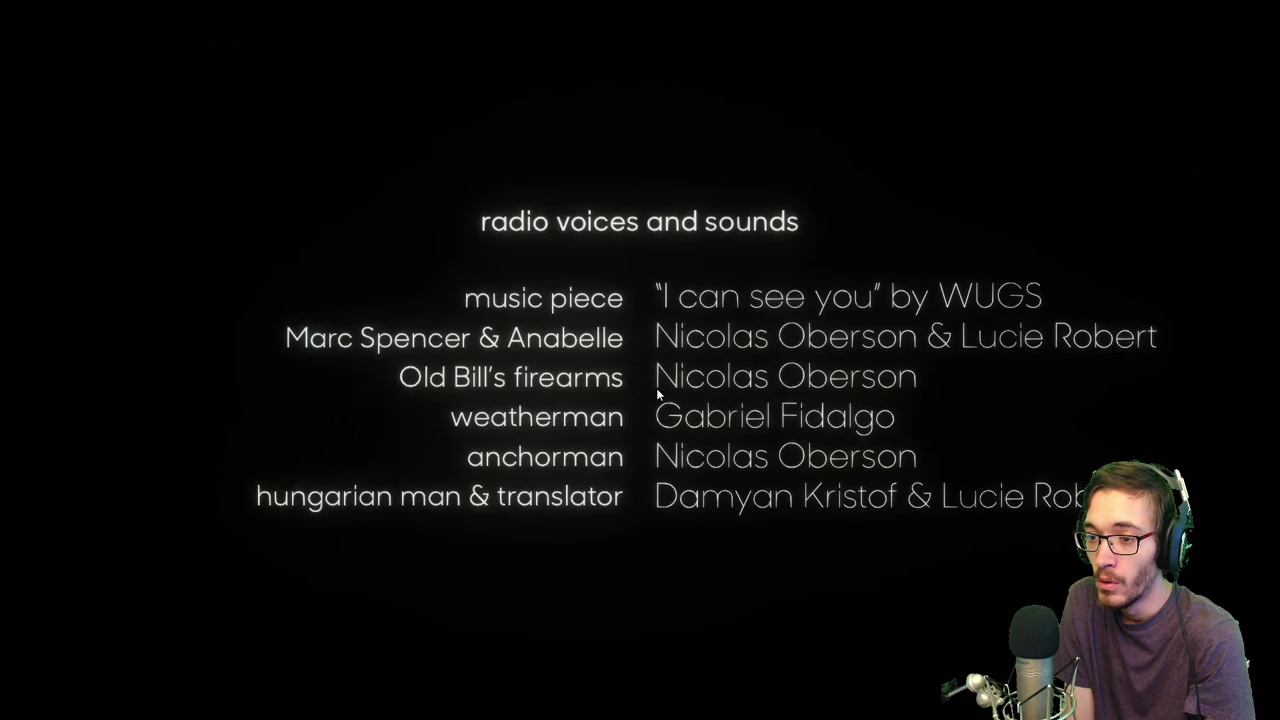 radio voices and sounds
music piece "I can see you" by WUGS
Marc Spencer & Anabelle Nicolas Oberson & Lucie Robert
Old Bill's firearms Nicolas Oberson
weatherman Gabriel Fidalgo
anchorman Nicolas Oberson
hungarian man & translator Damyan Kristof & Lucie